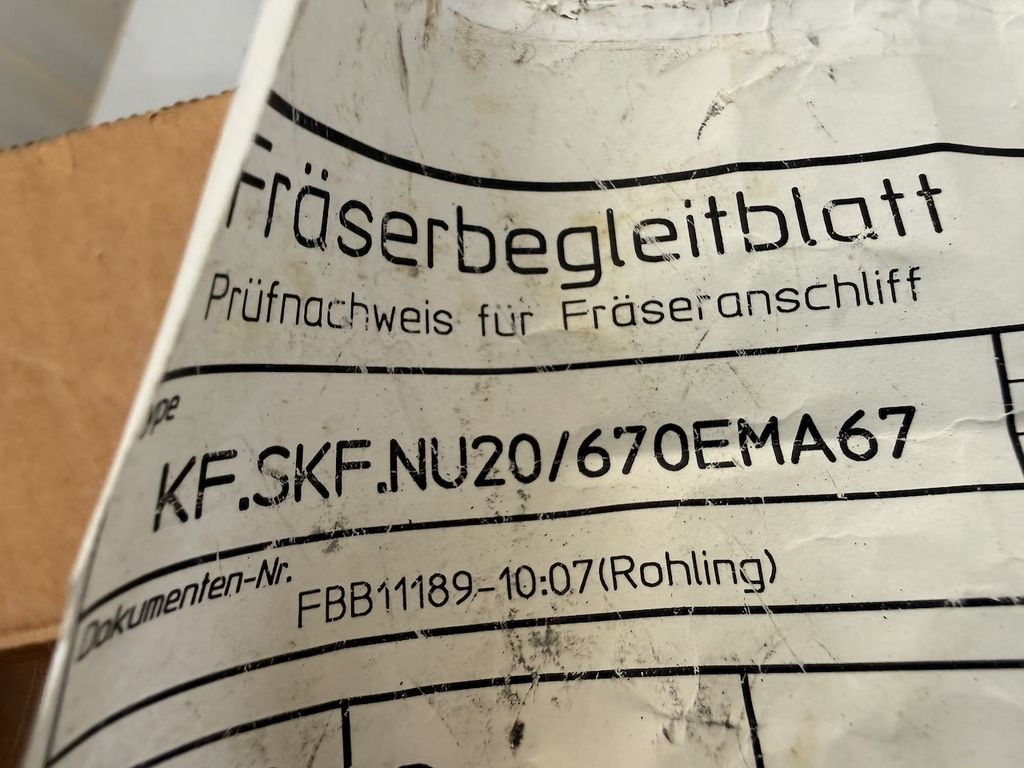 Fräserbegleitblatt
Prüfnachweis für Fräseranschliff
ype
KF.SKF.NU20/670EMA67
Dokumenten-Nr. FBB11189-10:07(Rohling)